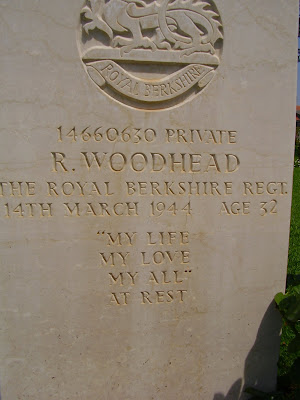 ROYAL BERKSHIRE
14660630 PRIVATE
R. WOODHEAD
THE ROYAL BERKSHIRE REGT.
14TH MARCH 1944 AGE 32
"MY LIFE
MY LOVE
MY ALL"
AT REST